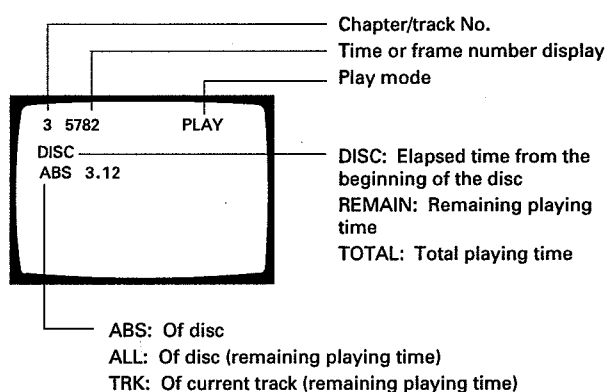 Chapter/track No.
Time or frame number display
Play mode
3 5782 PLAY
DISC
ABS 3.12
DISC: Elapsed time from the
beginning of the disc
REMAIN: Remaining playing
time
TOTAL: Total playing time
ABS: Of disc
ALL: Of disc (remaining playing time)
TRK: Of current track (remaining playing time)